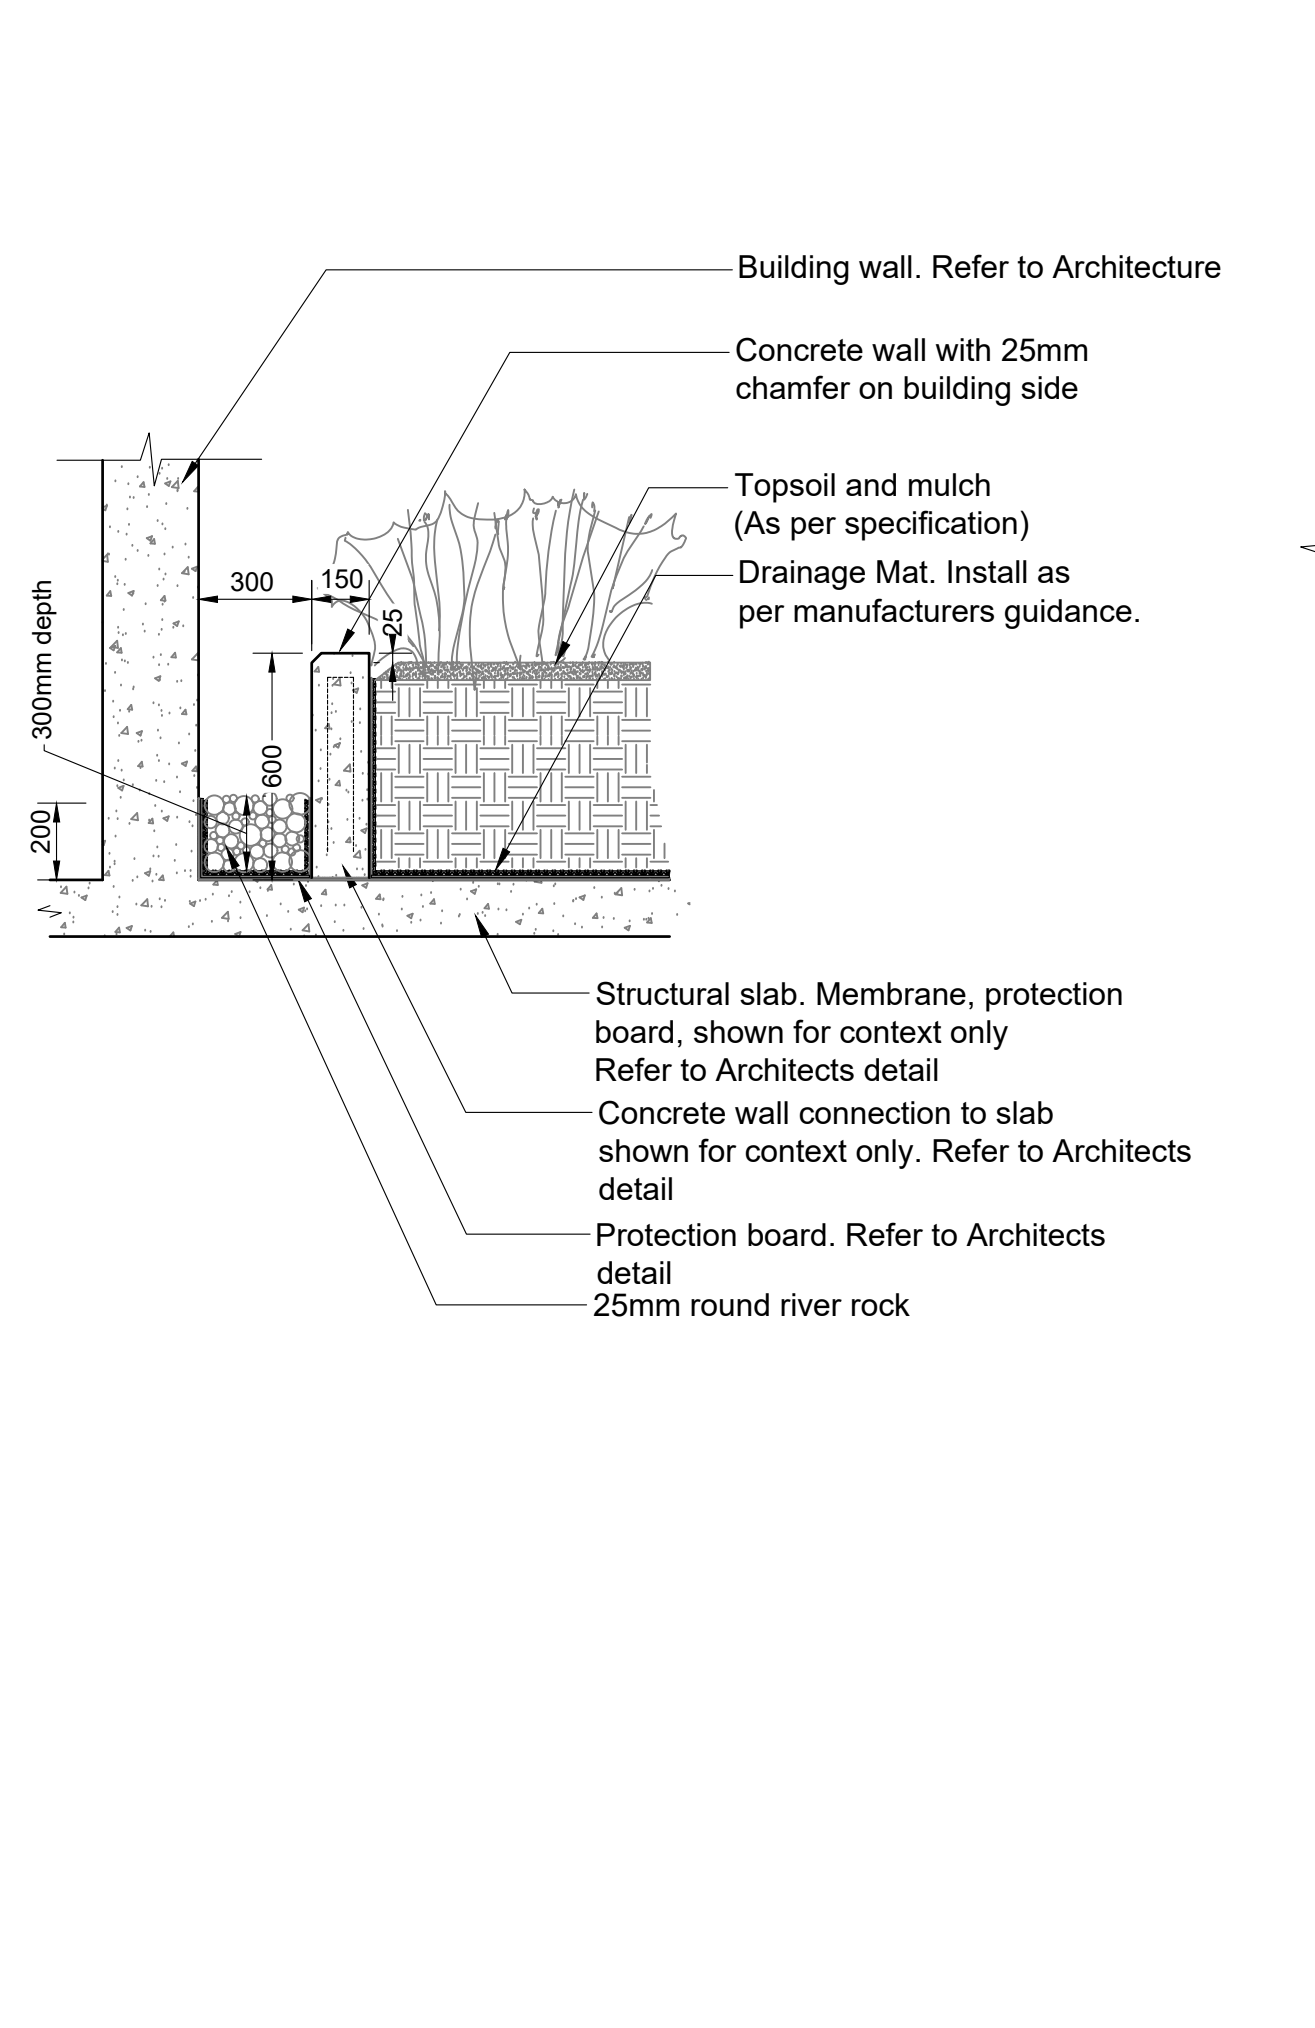 Building wall. Refer to Architecture
Concrete wall with 25mm
chamfer on building side
Topsoil and mulch
(As per specification)
Drainage Mat. Install as
per manufacturers guidance.
300
150
25
300mm depth
600
200
Structural slab. Membrane, protection
board, shown for context only
Refer to Architects detail
Concrete wall connection to slab
shown for context only. Refer to Architects
detail
Protection board. Refer to Architects
detail
25mm round river rock